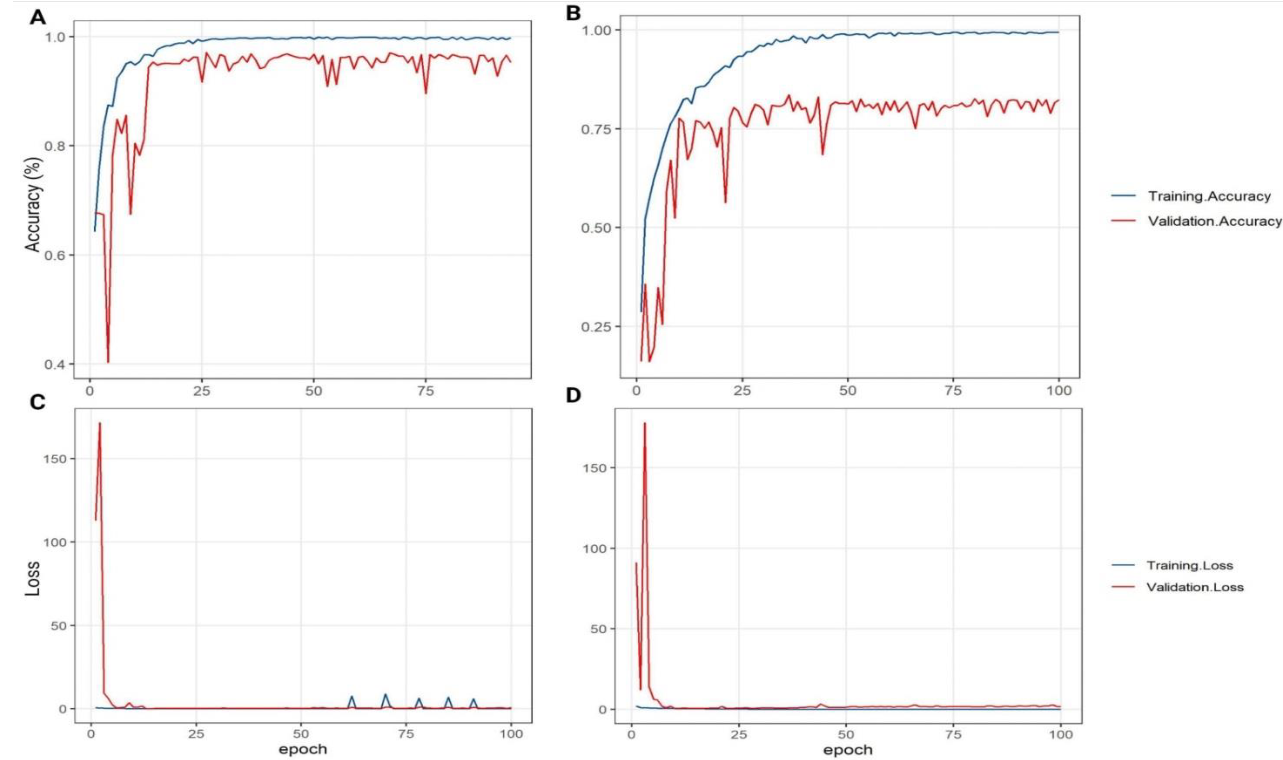 A
B
Accuracy (%)
1.0
0.8
0.6
0.4
0
25
50
75
1.00
0.75
0.50
0.25
0
25
50
75
100
Training.Accuracy
Validation.Accuracy
C
D
Loss
150
100
50
0
0
25
50
75
100
epoch
150
100
50
0
0
25
50
75
100
epoch
Training.Loss
Validation.Loss